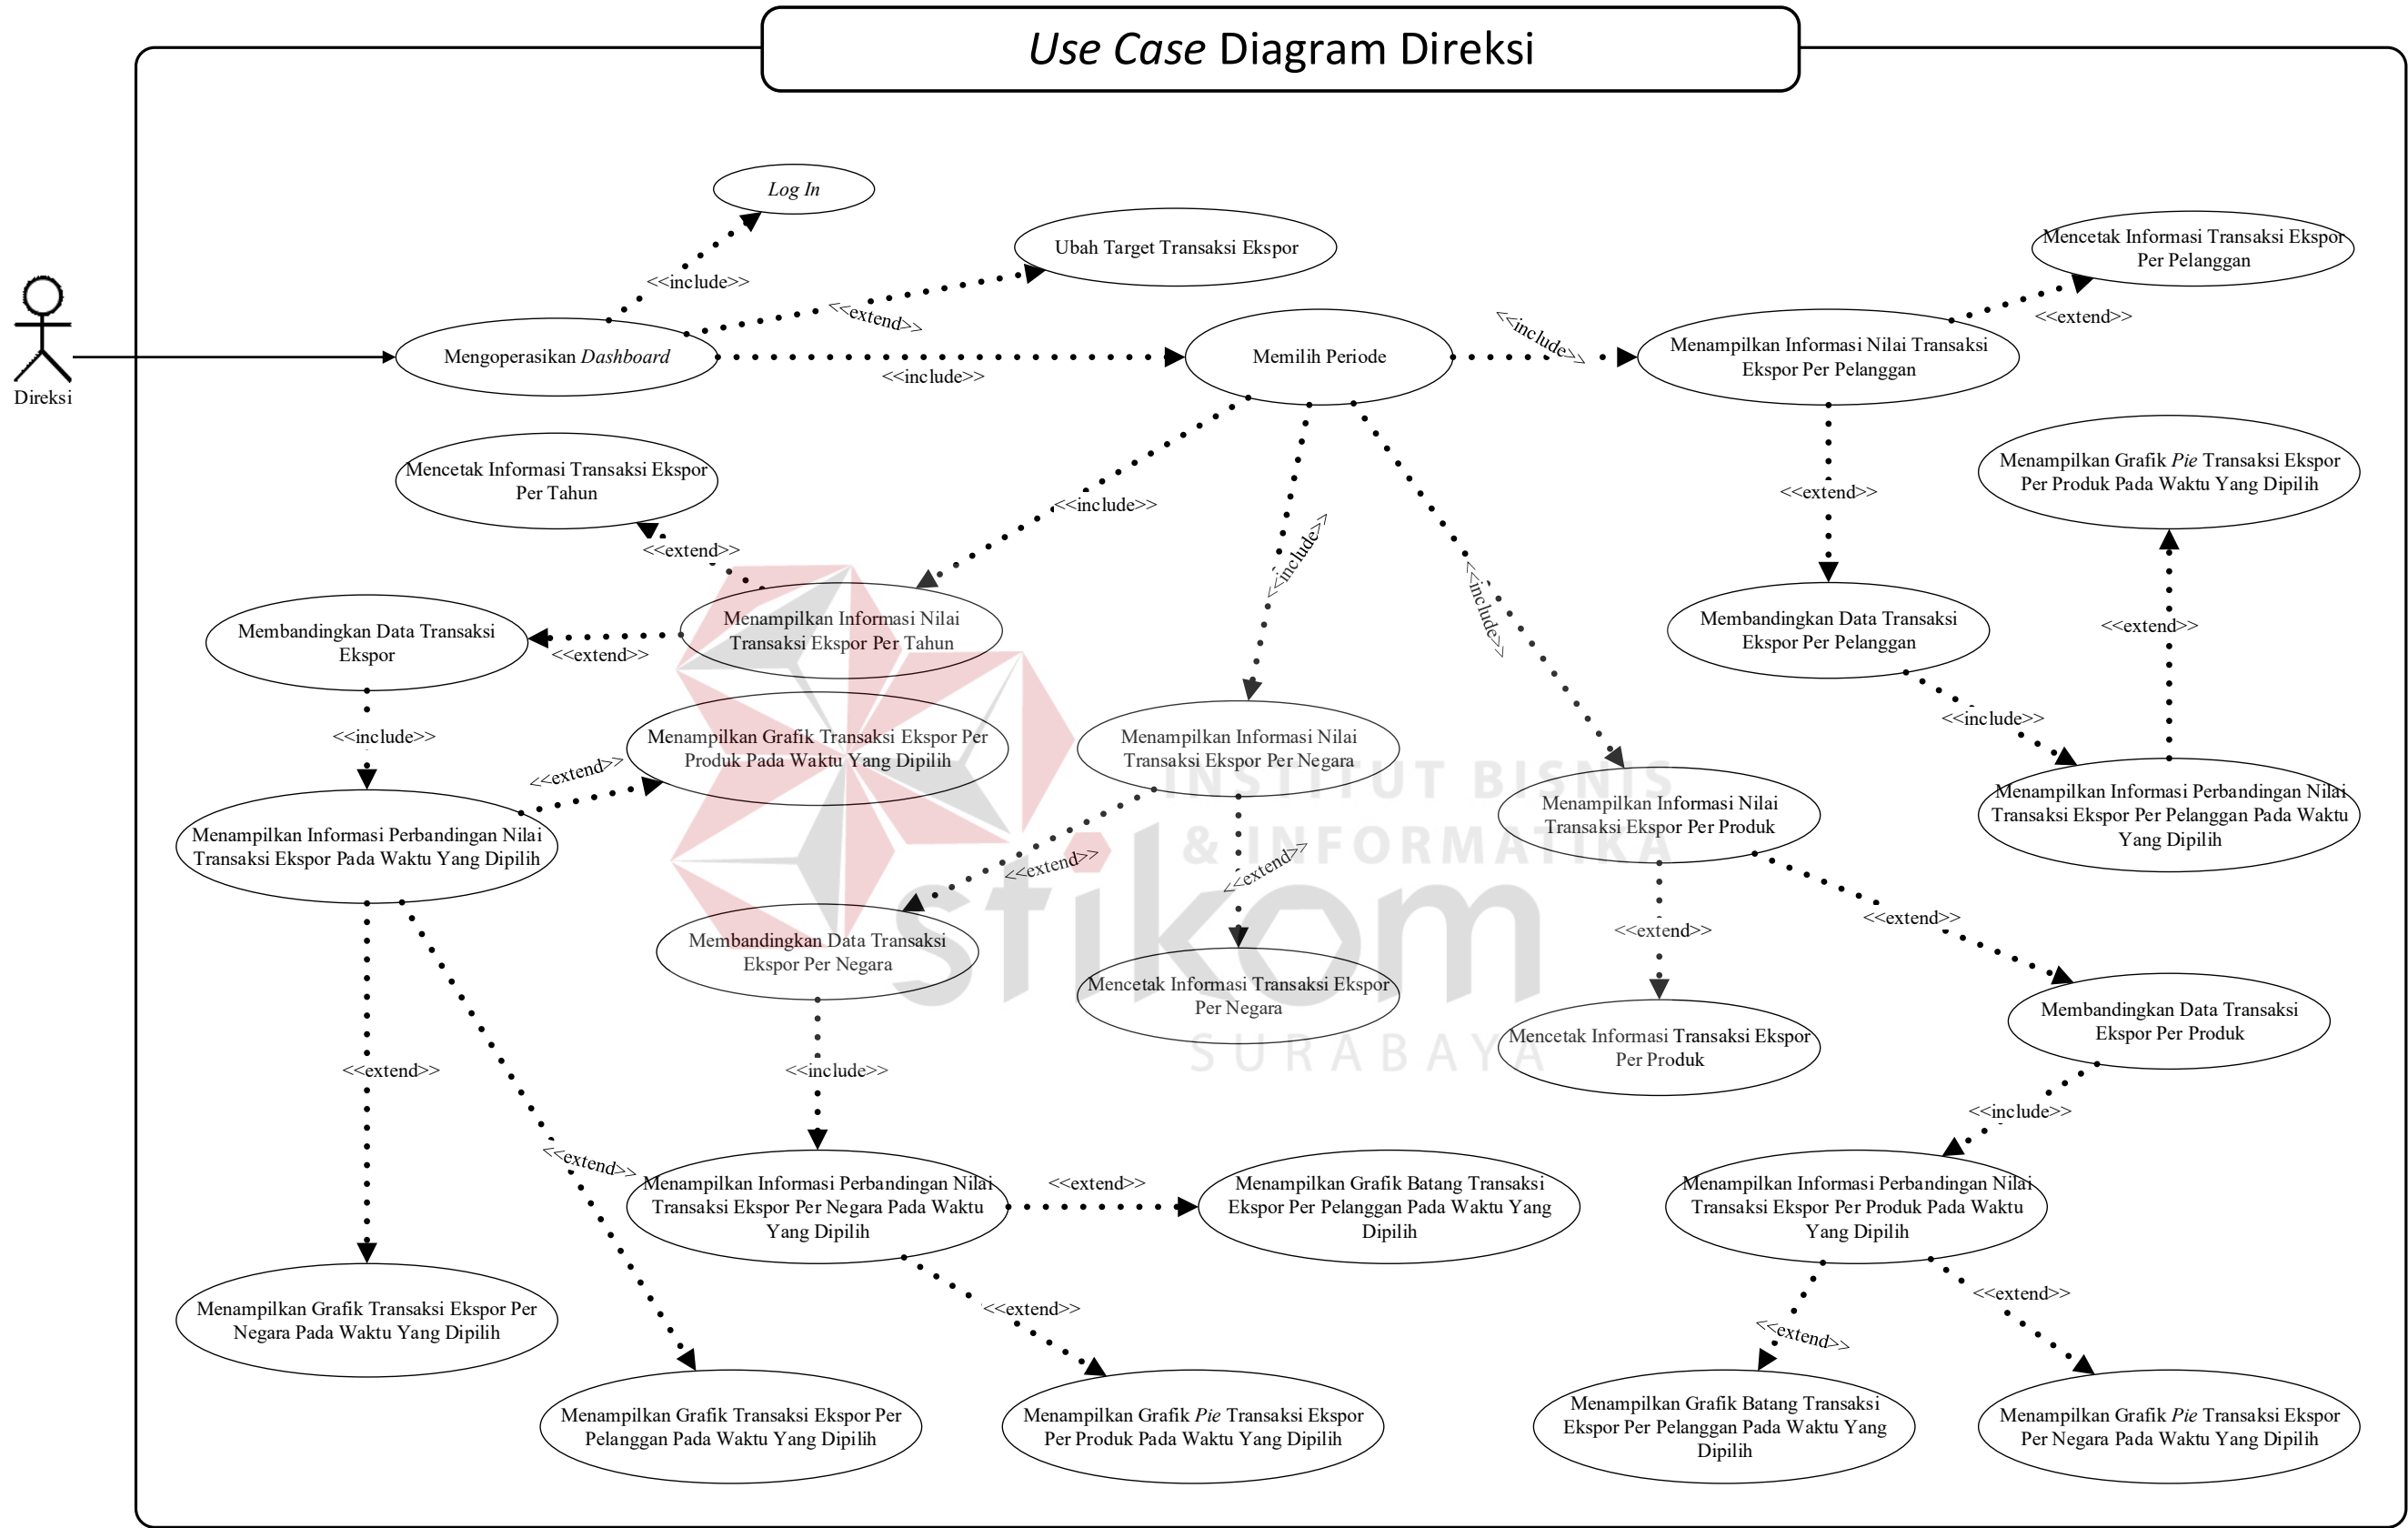 Use Case Diagram Direksi
Log In
<<include>>
Ubah Target Transaksi Ekspor
<<extend>>
Direksi
Mengoperasikan Dashboard
<<include>>
Memilih Periode
<<include>>
Menampilkan Informasi Nilai Transaksi
Ekspor Per Pelanggan
Mencetak Informasi Transaksi Ekspor
Per Pelanggan
<<extend>>
Mencetak Informasi Transaksi Ekspor
Per Tahun
<<extend>>
<<include>>
<<include>>
<<include>>
<<extend>>
Menampilkan Grafik Pie Transaksi Ekspor
Per Produk Pada Waktu Yang Dipilih
<<extend>>
Membandingkan Data Transaksi
Ekspor
<<extend>>
Menampilkan Informasi Nilai
Transaksi Ekspor Per Tahun
Membandingkan Data Transaksi
Ekspor Per Pelanggan
<<include>>
<<include>>
<<extend>>
Menampilkan Grafik Transaksi Ekspor Per
Produk Pada Waktu Yang Dipilih
Menampilkan Informasi Nilai
Transaksi Ekspor Per Negara
INSTITUT BISNIS
& INFORMATIKA
stikom
SURABAYA
Menampilkan Informasi Nilai
Transaksi Ekspor Per Produk
Menampilkan Informasi Perbandingan Nilai
Transaksi Ekspor Per Pelanggan Pada Waktu
Yang Dipilih
Menampilkan Informasi Perbandingan Nilai
Transaksi Ekspor Pada Waktu Yang Dipilih
<<extend>>
<<extend>>
<<extend>>
<<extend>>
Membandingkan Data Transaksi
Ekspor Per Negara
Mencetak Informasi Transaksi Ekspor
Per Negara
Mencetak Informasi Transaksi Ekspor
Per Produk
Membandingkan Data Transaksi
Ekspor Per Produk
<<extend>>
<<include>>
<<include>>
<<extend>>
Menampilkan Informasi Perbandingan Nilai
Transaksi Ekspor Per Negara Pada Waktu
Yang Dipilih
<<extend>>
Menampilkan Grafik Batang Transaksi
Ekspor Per Pelanggan Pada Waktu Yang
Dipilih
Menampilkan Informasi Perbandingan Nilai
Transaksi Ekspor Per Produk Pada Waktu
Yang Dipilih
Menampilkan Grafik Transaksi Ekspor Per
Negara Pada Waktu Yang Dipilih
<<extend>>
<<extend>>
<<extend>>
Menampilkan Grafik Transaksi Ekspor Per
Pelanggan Pada Waktu Yang Dipilih
Menampilkan Grafik Pie Transaksi Ekspor
Per Produk Pada Waktu Yang Dipilih
Menampilkan Grafik Batang Transaksi
Ekspor Per Pelanggan Pada Waktu Yang
Dipilih
Menampilkan Grafik Pie Transaksi Ekspor
Per Negara Pada Waktu Yang Dipilih